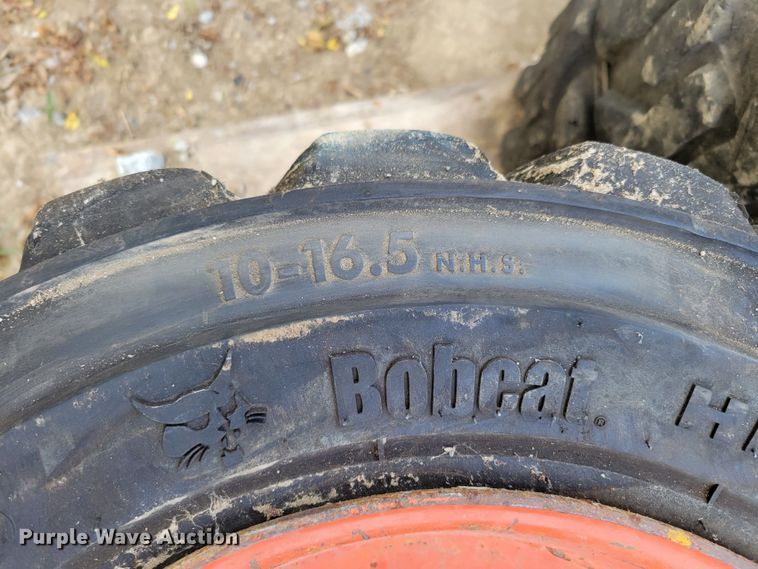 10-16.5 N.H.S.
Bobcat®
Purple Wave Auction